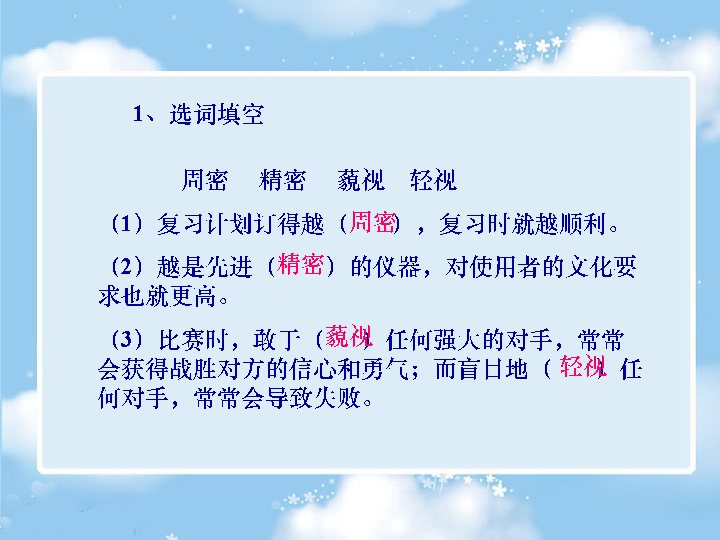 1、选词填空
周密 精密 藐视 轻视
（1）复习计划订得越（周密），复习时就越顺利。
（2）越是先进（精密）的仪器，对使用者的文化要
求也就更高。
（3）比赛时，敢于（藐视）任何强大的对手，常常
会获得战胜对方的信心和勇气；而盲目地（轻视）任
何对手，常常会导致失败。